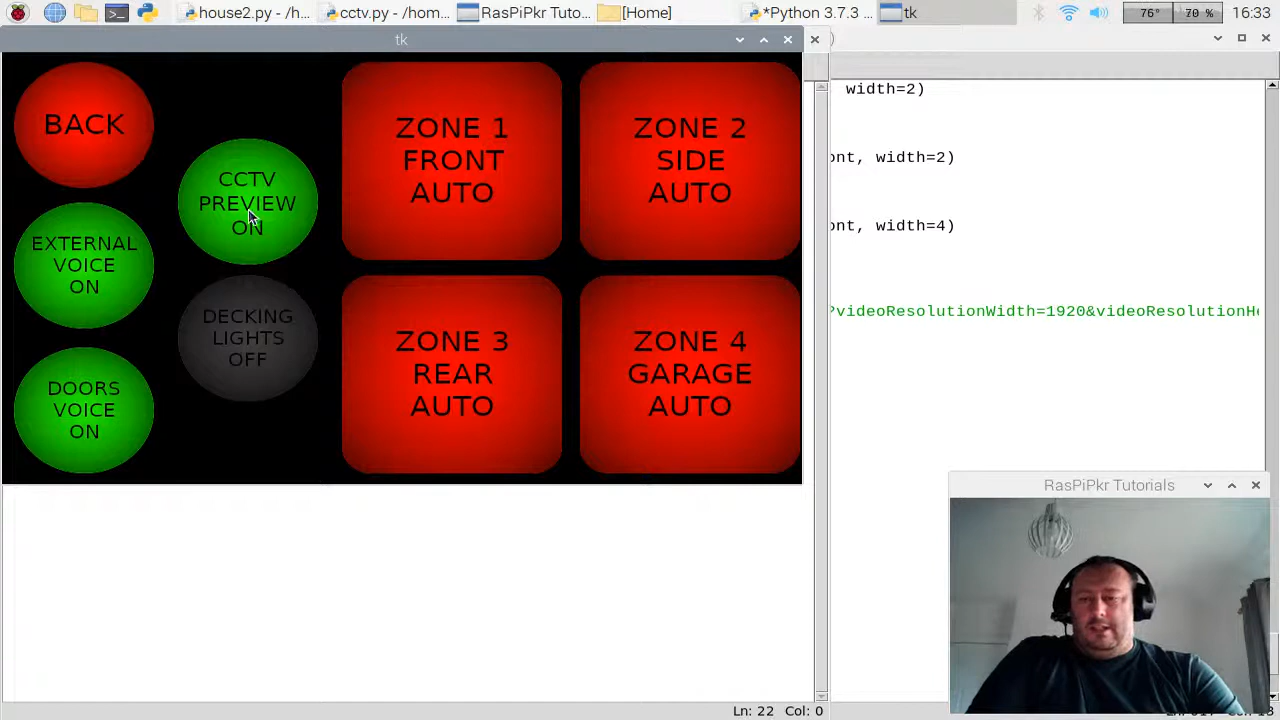 house2.py - /h...
cctv.py - /hom...
RasPiPkr Tuto...
[Home]
*Python 3.7.3 ...
tk
76°
70 %
16:33
tk
BACK
EXTERNAL
VOICE
ON
DOORS
VOICE
ON
CCTV
PREVIEW
ON
DECKING
LIGHTS
OFF
ZONE 1
FRONT
AUTO
ZONE 2
SIDE
AUTO
ZONE 3
REAR
AUTO
ZONE 4
GARAGE
AUTO
width=2)
ont, width=2)
ont, width=4)
?videoResolutionWidth=1920&videoResolutionHe
RasPiPkr Tutorials
Ln: 22 Col: 0